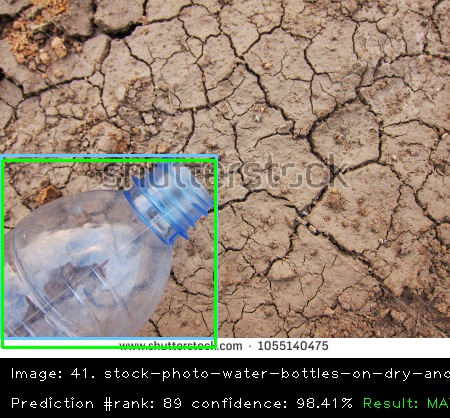 shutterstock
www.shutterstock.com · 1055140475
Image: 41. stock-photo-water-bottles-on-dry-and
Prediction #rank: 89 confidence: 98.41% Result: MA